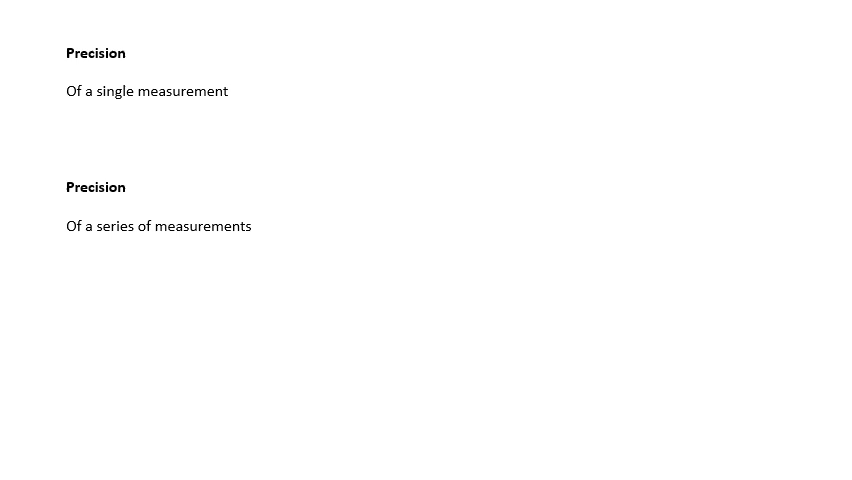 Precision
Of a single measurement
Precision
Of a series of measurements